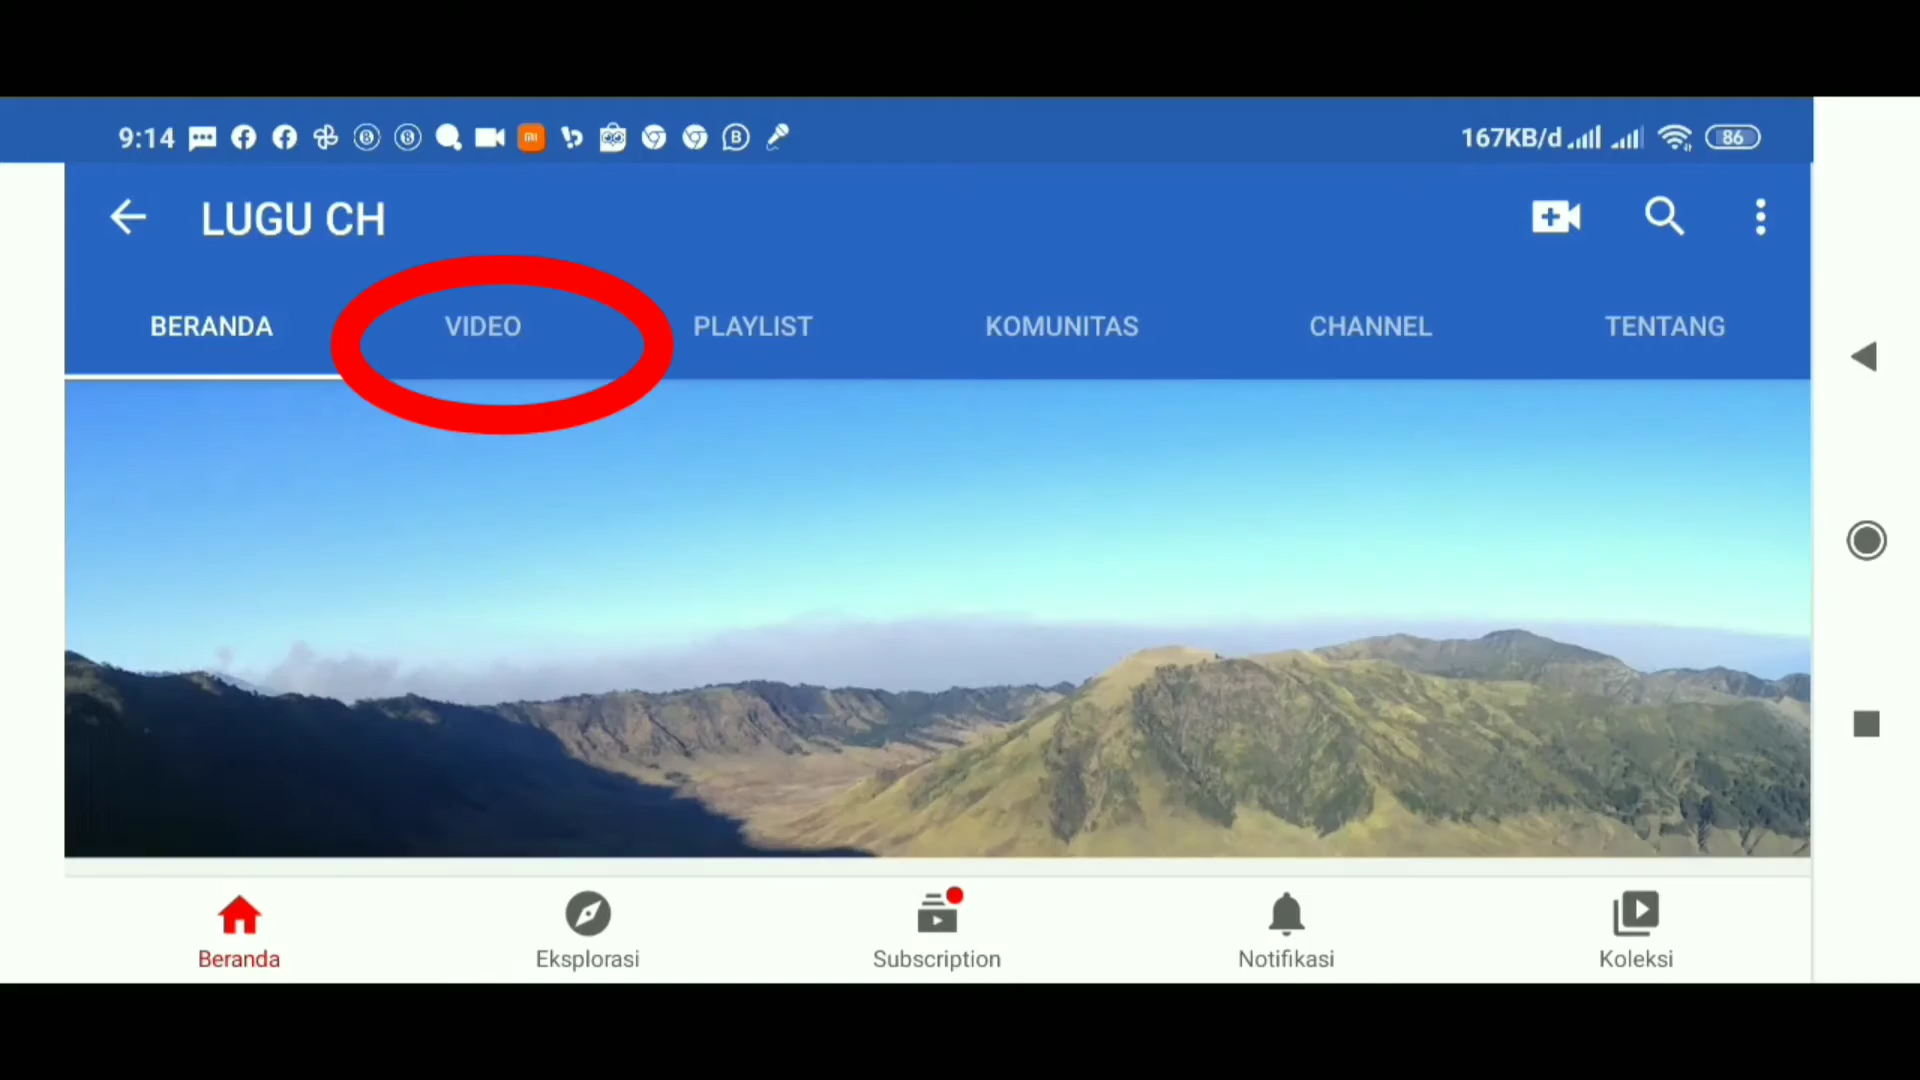 9:14 167KB/d 86
LUGU CH
BERANDA VIDEO PLAYLIST KOMUNITAS CHANNEL TENTANG
Beranda Eksplorasi Subscription Notifikasi Koleksi